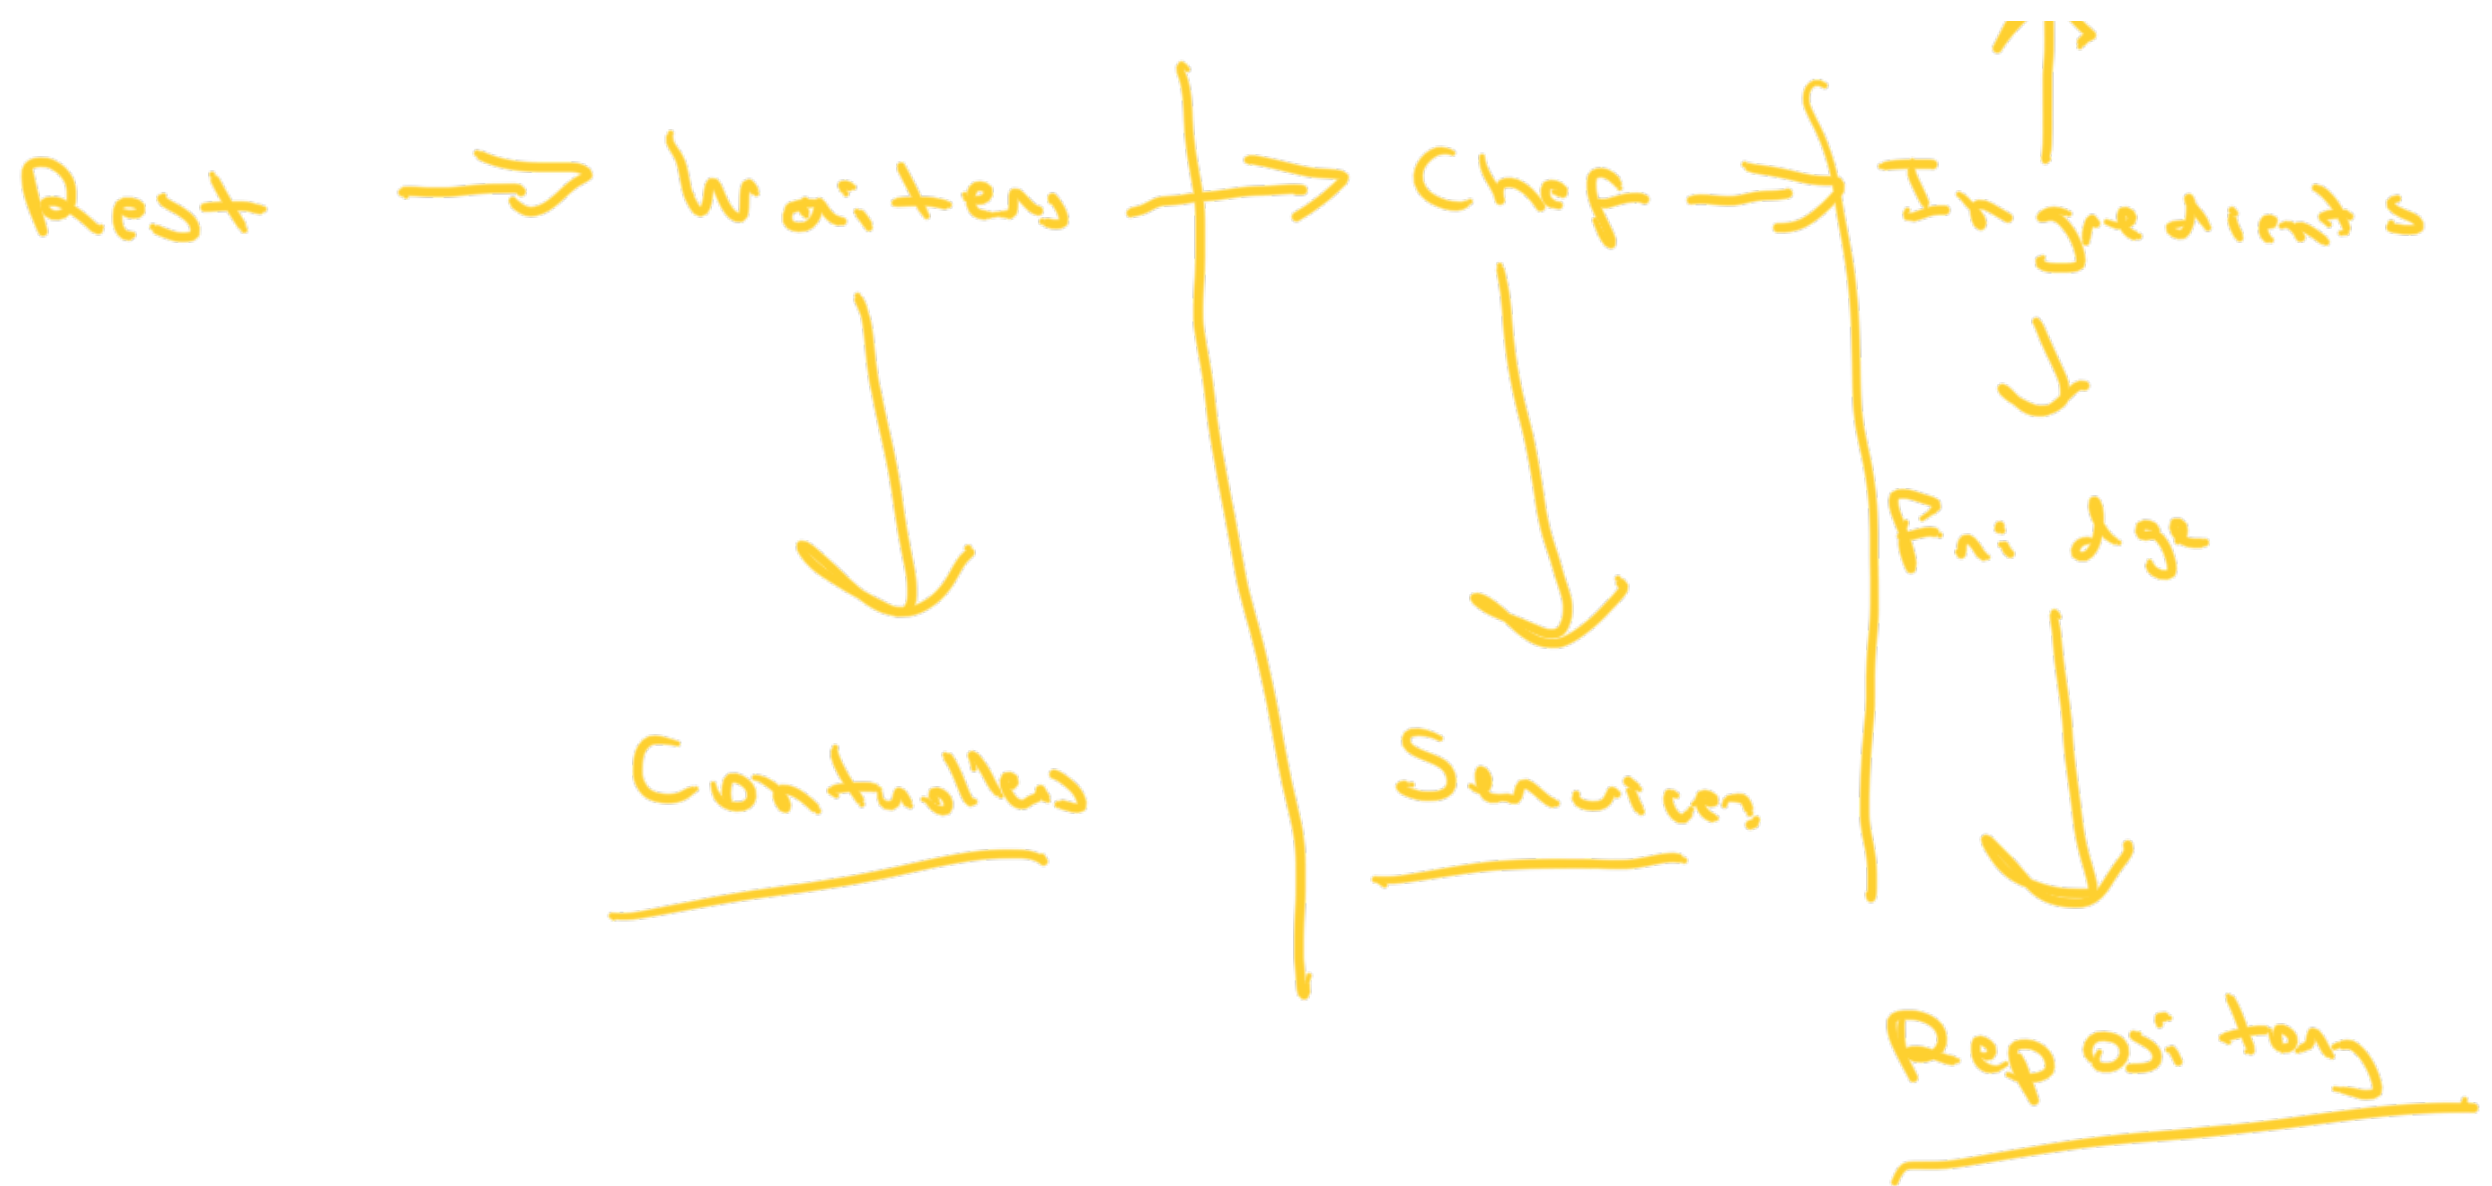 Rest → Waiters → Chef → Ingredients
Fridge
Controllers Services
Repository